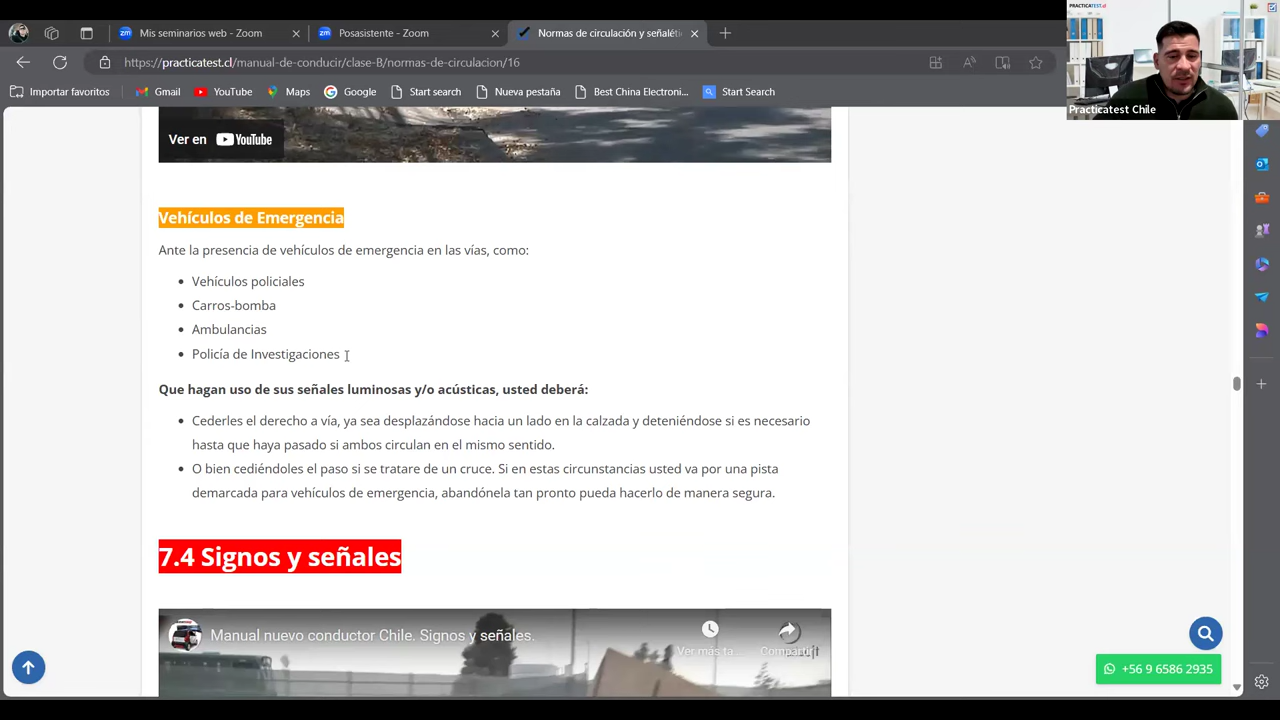 Mis seminarios web - Zoom
Posasistente - Zoom
Normas de circulación y señaléti
PRACTICATEST.cl
https://practicatest.cl/manual-de-conducir/clase-B/normas-de-circulacion/16
Importar favoritos
Gmail
YouTube
Maps
Google
Start search
Nueva pestaña
Best China Electroni...
Start Search
Practicatest Chile
Ver en YouTube
Vehículos de Emergencia
Ante la presencia de vehículos de emergencia en las vías, como:
Vehículos policiales
Carros-bomba
Ambulancias
Policía de Investigaciones
Que hagan uso de sus señales luminosas y/o acústicas, usted deberá:
Cederles el derecho a vía, ya sea desplazándose hacia un lado en la calzada y deteniéndose si es necesario
hasta que haya pasado si ambos circulan en el mismo sentido.
O bien cediéndoles el paso si se tratare de un cruce. Si en estas circunstancias usted va por una pista
demarcada para vehículos de emergencia, abandónela tan pronto pueda hacerlo de manera segura.
7.4 Signos y señales
Manual nuevo conductor Chile. Signos y señales.
Ver más ta...
Compartir
+56 9 6586 2935